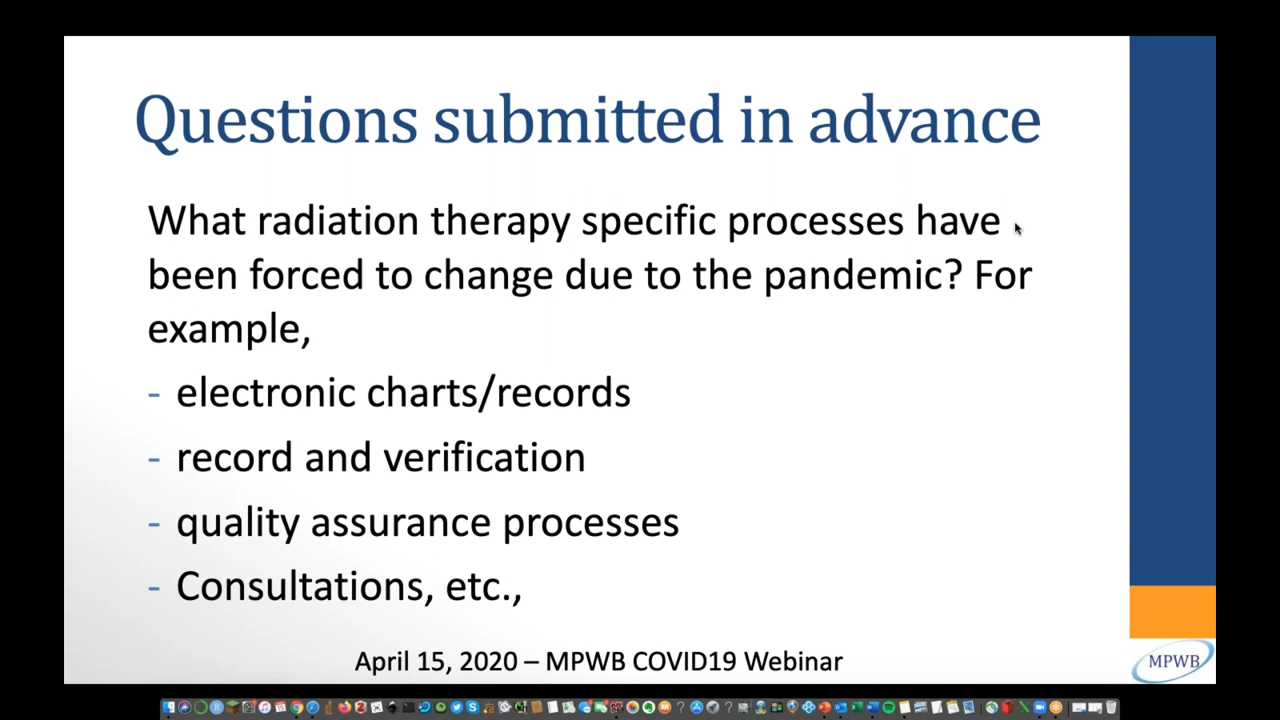 Questions submitted in advance
What radiation therapy specific processes have
been forced to change due to the pandemic? For
example,
- electronic charts/records
- record and verification
- quality assurance processes
- Consultations, etc.,
April 15, 2020 – MPWB COVID19 Webinar
MPWB